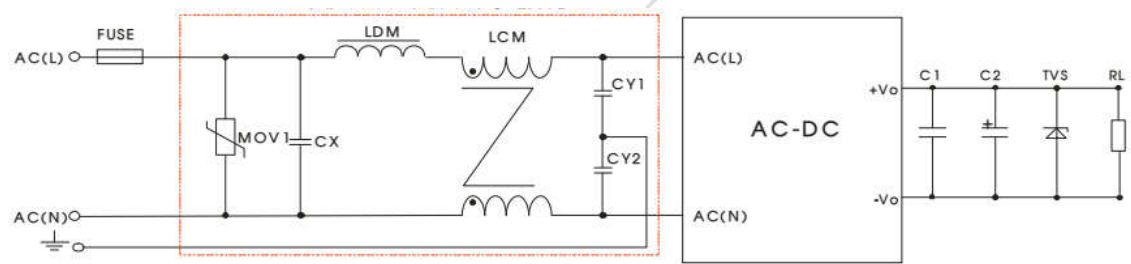 FUSE
LDM
LCM
AC(L)
AC(L)
CY1
C1
C2
TVS
RL
+Vo
MOV1
CX
AC-DC
+
CY2
AC(N)
AC(N)
-Vo